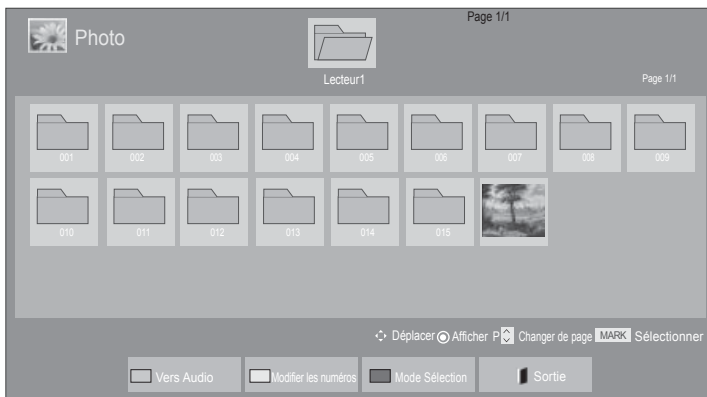 Page 1/1
Photo
Lecteur1
Page 1/1
001 002 003 004 005 006 007 008 009
010 011 012 013 014 015
Déplacer Afficher P Changer de page MARK Sélectionner
Vers Audio Modifier les numéros Mode Sélection Sortie